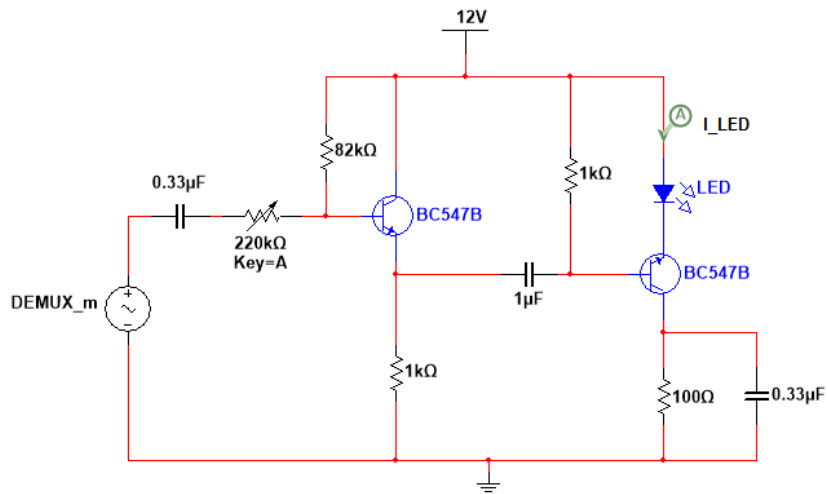 12V
A
I_LED
82kΩ
1kΩ
0.33µF
LED
220kΩ
Key=A
BC547B
BC547B
1µF
DEMUX_m
1kΩ
100Ω
0.33µF